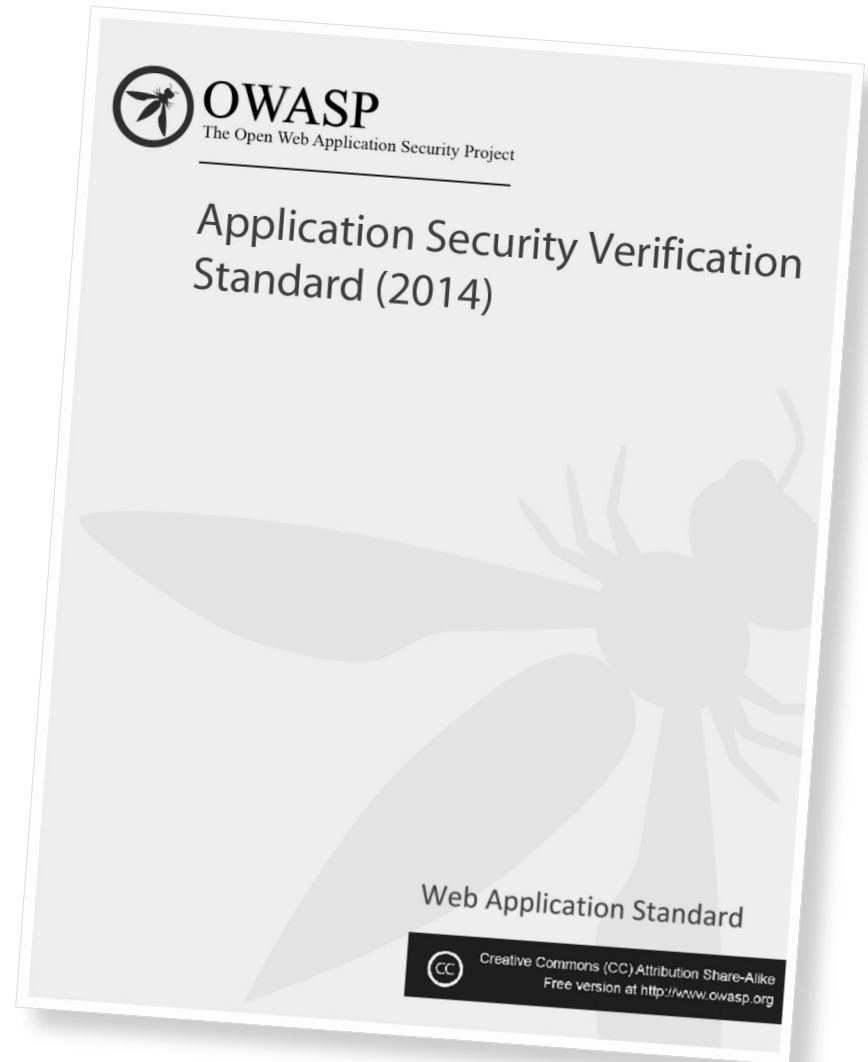 OWASP
The Open Web Application Security Project
Application Security Verification
Standard (2014)
Web Application Standard
CC
Creative Commons (CC) Attribution Share-Alike
Free version at http://www.owasp.org